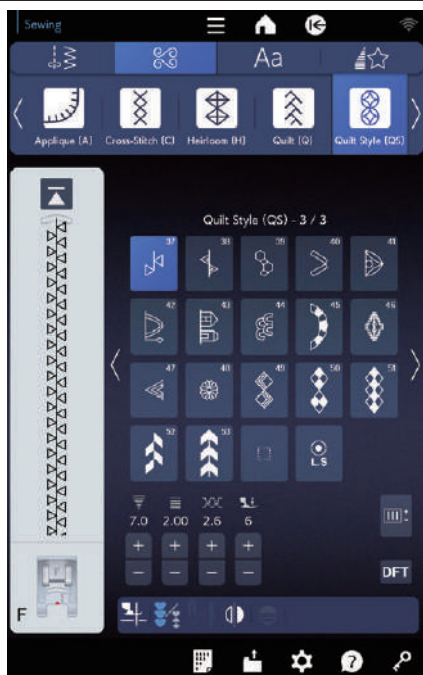 Sewing
Aa
Applique (A) Cross-Stitch (C) Heirloom (H) Quilt (Q) Quilt Style (QS)
Quilt Style (QS) - 3 / 3
37 38 39 40 41
42 43 44 45 46
47 48 49 50 51
52 53
L.S
7.0 2.00 2.6 6
+ + + +
− − − −
DFT
F
?